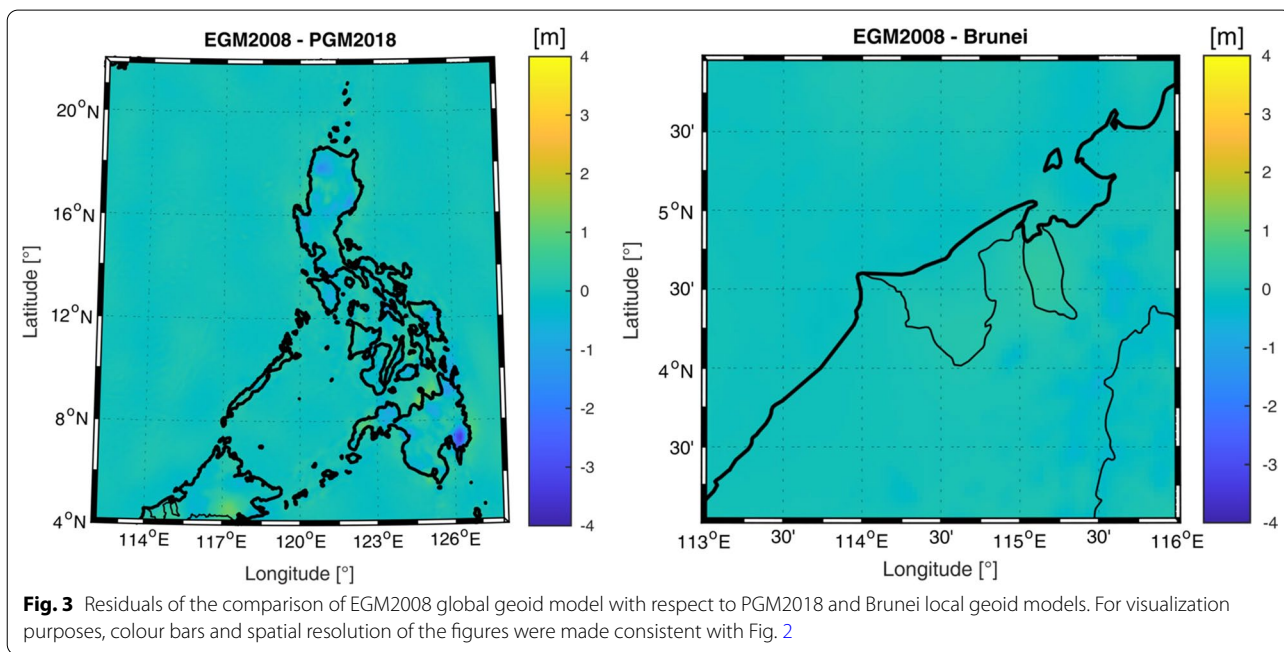 EGM2008 - PGM2018
[m]
4
3
2
1
0
-1
-2
-3
-4
20°N
16°N
12°N
8°N
4°N
Latitude [°]
114°E 117°E 120°E 123°E 126°E
Longitude [°]
EGM2008 - Brunei
[m]
4
3
2
1
0
-1
-2
-3
-4
30'
5°N
30'
4°N
30'
Latitude [°]
113°E 30' 114°E 30' 115°E 30' 116°E
Longitude [°]
Fig. 3 Residuals of the comparison of EGM2008 global geoid model with respect to PGM2018 and Brunei local geoid models. For visualization
purposes, colour bars and spatial resolution of the figures were made consistent with Fig. 2